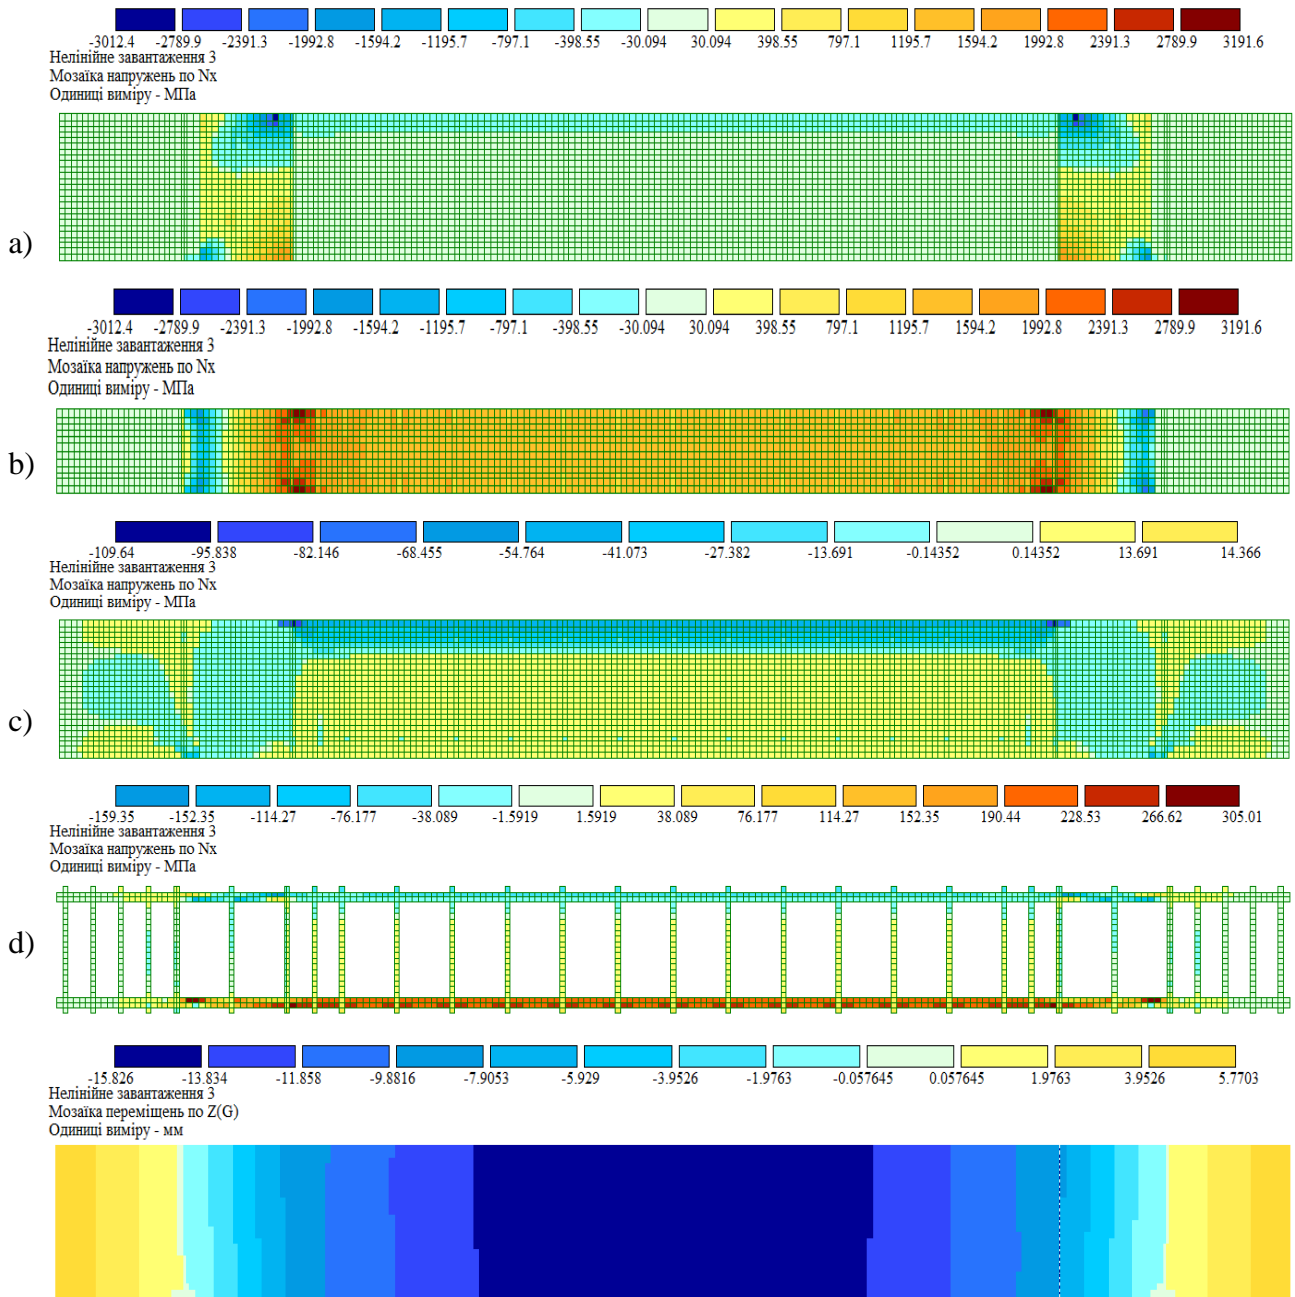 -3012.4 -2789.9 -2391.3 -1992.8 -1594.2 -1195.7 -797.1 -398.55 -30.094 30.094 398.55 797.1 1195.7 1594.2 1992.8 2391.3 2789.9 3191.6
Нелінійне завантаження 3
Мозаїка напружень по Nx
Одиниці виміру - МПа
a)
-3012.4 -2789.9 -2391.3 -1992.8 -1594.2 -1195.7 -797.1 -398.55 -30.094 30.094 398.55 797.1 1195.7 1594.2 1992.8 2391.3 2789.9 3191.6
Нелінійне завантаження 3
Мозаїка напружень по Nx
Одиниці виміру - МПа
b)
-109.64 -95.838 -82.146 -68.455 -54.764 -41.073 -27.382 -13.691 -0.14352 0.14352 13.691 14.366
Нелінійне завантаження 3
Мозаїка напружень по Nx
Одиниці виміру - МПа
c)
-159.35 -152.35 -114.27 -76.177 -38.089 -1.5919 1.5919 38.089 76.177 114.27 152.35 190.44 228.53 266.62 305.01
Нелінійне завантаження 3
Мозаїка напружень по Nx
Одиниці виміру - МПа
d)
-15.826 -13.834 -11.858 -9.8816 -7.9053 -5.929 -3.9526 -1.9763 -0.057645 0.057645 1.9763 3.9526 5.7703
Нелінійне завантаження 3
Мозаїка переміщень по Z(G)
Одиниці виміру - мм